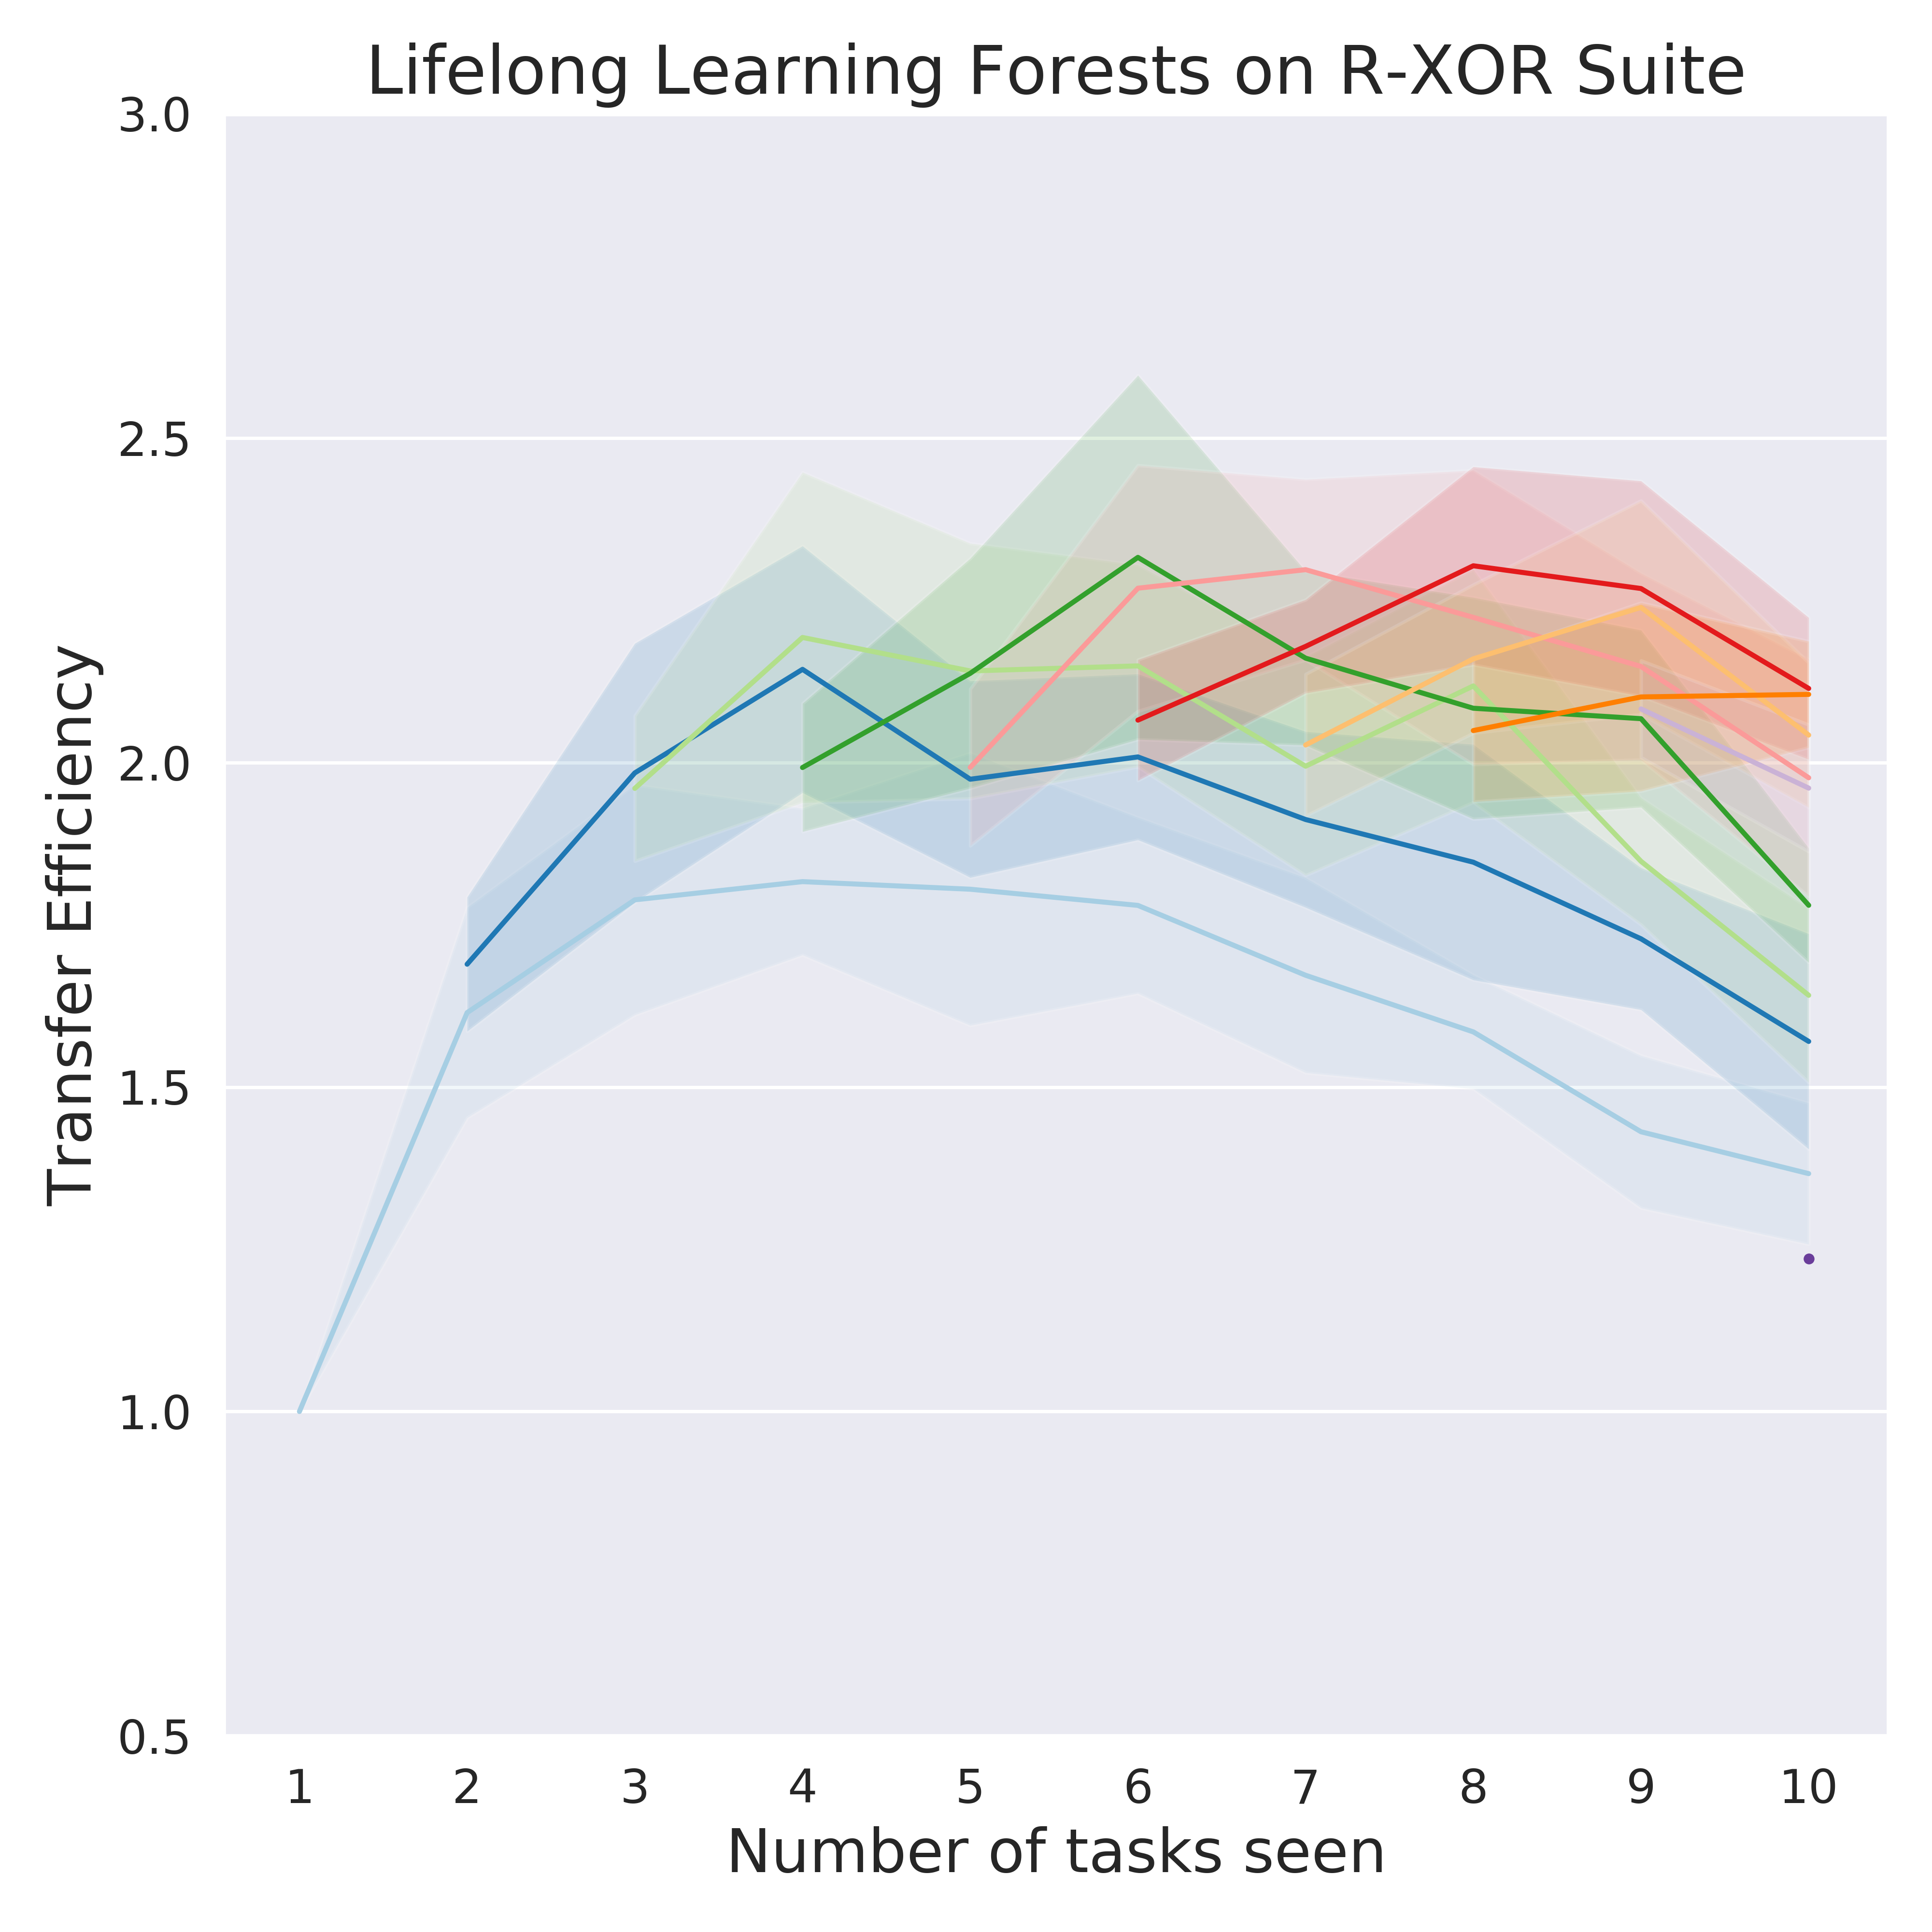 Lifelong Learning Forests on R-XOR Suite
3.0
2.5
2.0
1.5
1.0
0.5
Transfer Efficiency
1 2 3 4 5 6 7 8 9 10
Number of tasks seen